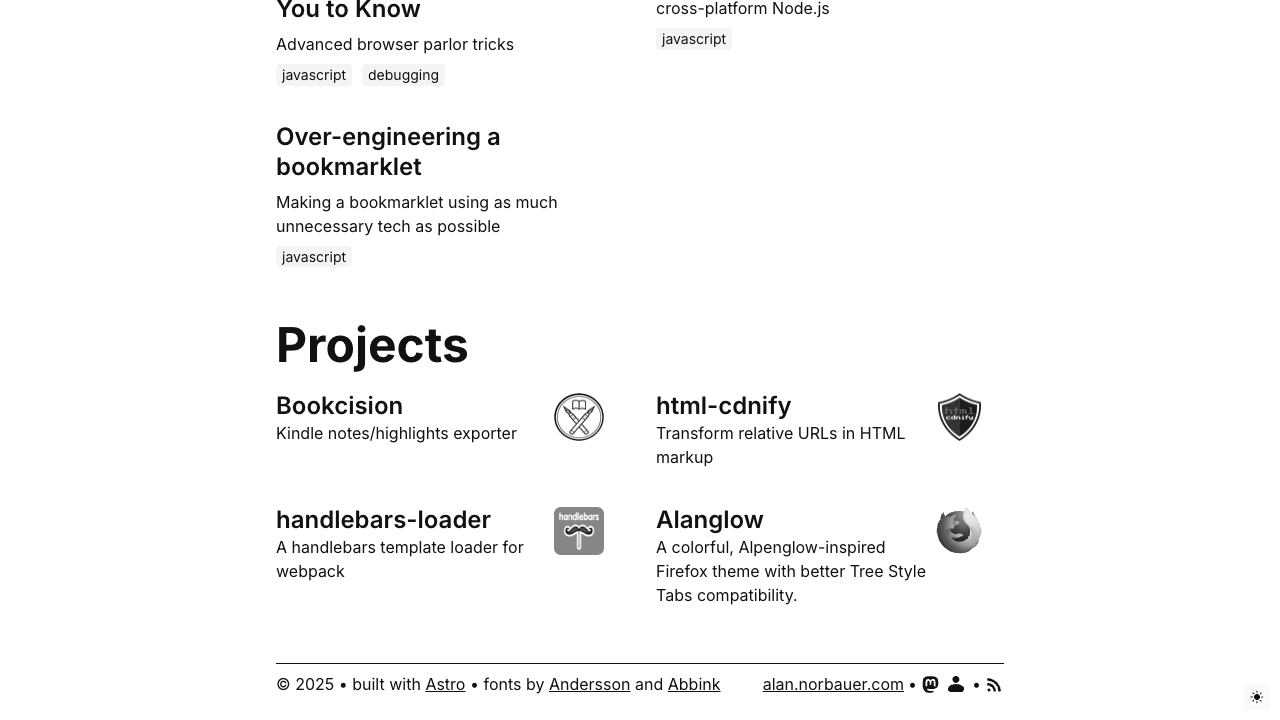 You to Know
Advanced browser parlor tricks
javascript debugging
cross-platform Node.js
javascript
Over-engineering a
bookmarklet
Making a bookmarklet using as much
unnecessary tech as possible
javascript
Projects
Bookcision
Kindle notes/highlights exporter
html-cdnify
Transform relative URLs in HTML
markup
html
cdnify
handlebars-loader
A handlebars template loader for
webpack
handlebars
Alanglow
A colorful, Alpenglow-inspired
Firefox theme with better Tree Style
Tabs compatibility.
© 2025 • built with Astro • fonts by Andersson and Abbink
alan.norbauer.com • •